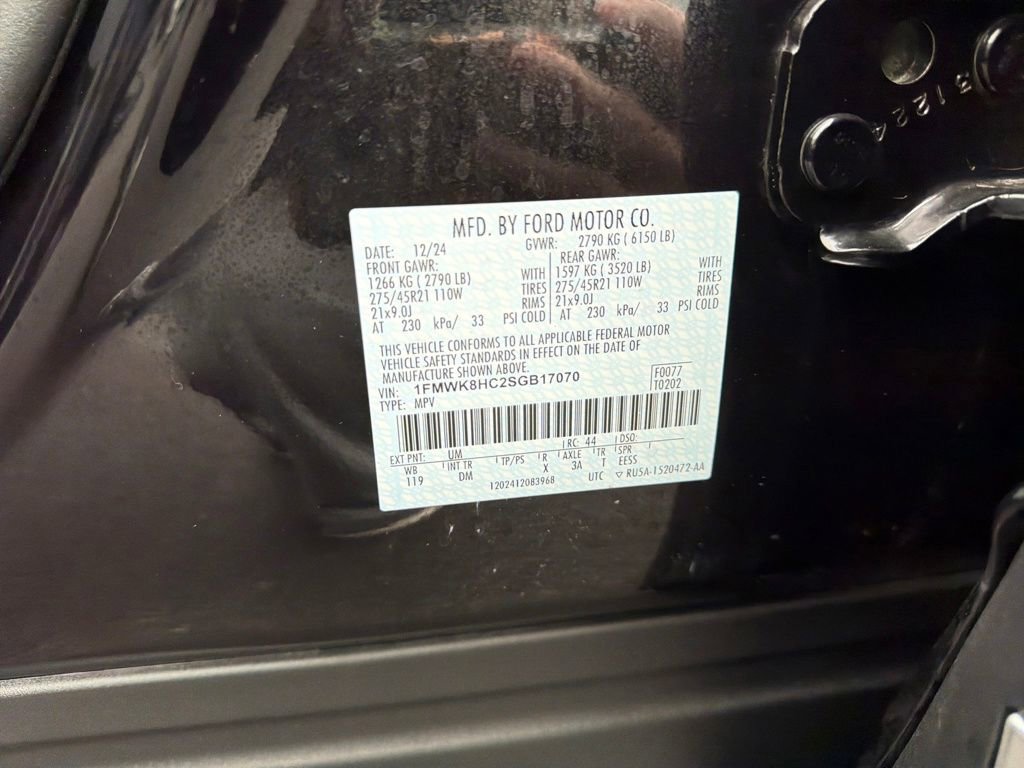 MFD. BY FORD MOTOR CO.
DATE: 12/24 GVWR: 2790 KG ( 6150 LB)
FRONT GAWR: REAR GAWR:
1266 KG ( 2790 LB) WITH 1597 KG ( 3520 LB) WITH
275/45R21 110W TIRES 275/45R21 110W TIRES
21x9.0J RIMS 21x9.0J RIMS
AT 230 kPa/ 33 PSI COLD AT 230 kPa/ 33 PSI COLD
THIS VEHICLE CONFORMS TO ALL APPLICABLE FEDERAL MOTOR
VEHICLE SAFETY STANDARDS IN EFFECT ON THE DATE OF
MANUFACTURE SHOWN ABOVE.
VIN: 1FMWK8HC2SGB17070 F0077
TYPE: MPV T0202
EXT PNT: UM RC: 44 DSO:
WB INT TR TP/PS R AXLE TR SPR
119 DM X 3A T EESS
1202412083968 UTC ▽ RU5A-1520472-AA
31224